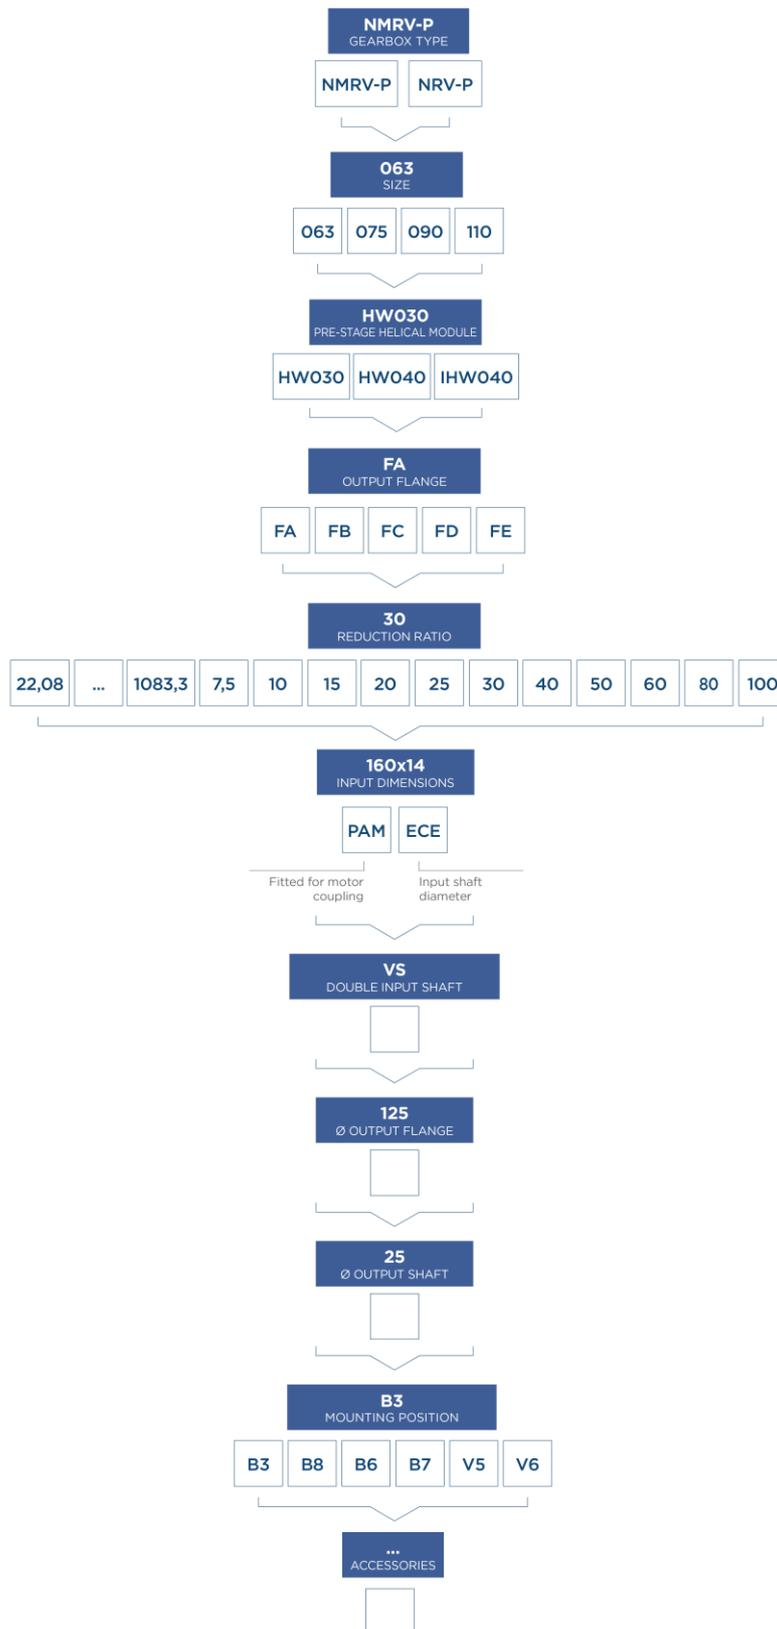 NMRV-P
GEARBOX TYPE
NMRV-P NRV-P
063
SIZE
063 075 090 110
HW030
PRE-STAGE HELICAL MODULE
HW030 HW040 IHW040
FA
OUTPUT FLANGE
FA FB FC FD FE
30
REDUCTION RATIO
22,08 ... 1083,3 7,5 10 15 20 25 30 40 50 60 80 100
160x14
INPUT DIMENSIONS
PAM ECE
Fitted for motor
coupling
Input shaft
diameter
VS
DOUBLE INPUT SHAFT
125
Ø OUTPUT FLANGE
25
Ø OUTPUT SHAFT
B3
MOUNTING POSITION
B3 B8 B6 B7 V5 V6
...
ACCESSORIES